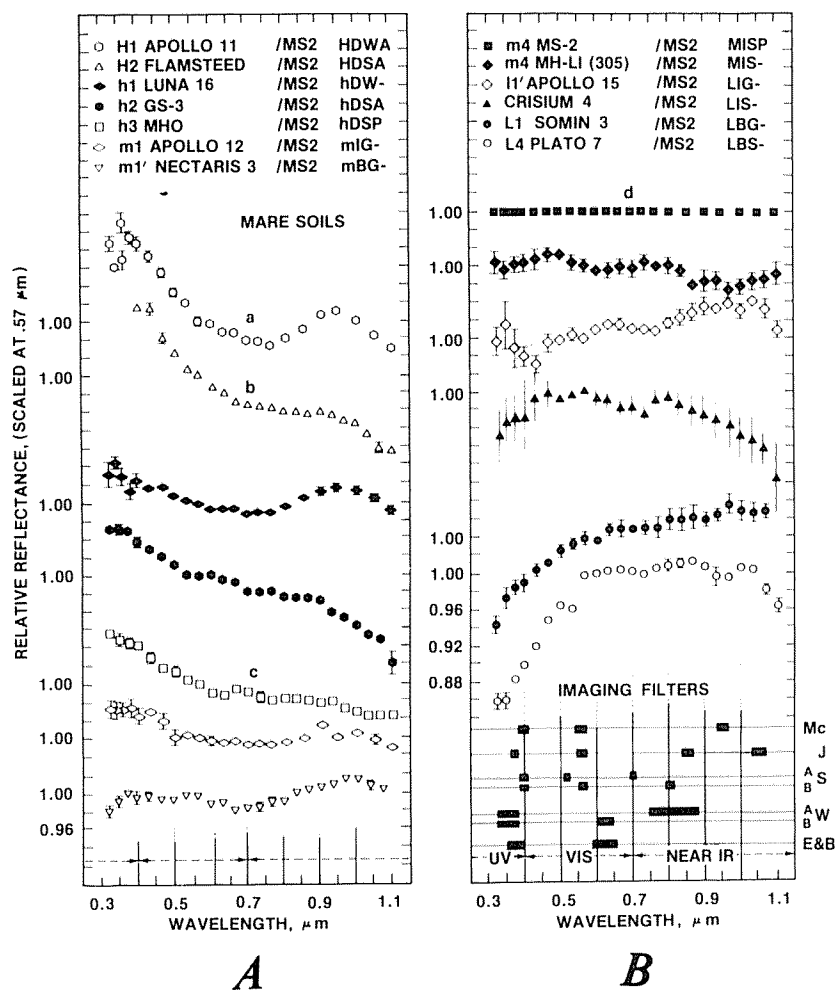 H1 APOLLO 11 /MS2 HDWA
H2 FLAMSTEED /MS2 HDSA
h1 LUNA 16 /MS2 hDW-
h2 GS-3 /MS2 hDSA
h3 MHO /MS2 hDSP
m1 APOLLO 12 /MS2 mIG-
m1' NECTARIS 3 /MS2 mBG-
MARE SOILS
a
1.00
1.00
b
1.00
1.00
c
1.00
1.00
1.00
0.96
RELATIVE REFLECTANCE, (SCALED AT .57 μm)
0.3 0.5 0.7 0.9 1.1
WAVELENGTH, μm
A
m4 MS-2 /MS2 MISP
m4 MH-LI (305) /MS2 MIS-
l1' APOLLO 15 /MS2 LIG-
CRISIUM 4 /MS2 LIS-
L1 SOMIN 3 /MS2 LBG-
L4 PLATO 7 /MS2 LBS-
d
1.00
1.00
1.00
1.00
1.00
1.00
0.96
0.92
0.88
IMAGING FILTERS
Mc
J
A S
B
A W
B
E&B
UV VIS NEAR IR
0.3 0.5 0.7 0.9 1.1
WAVELENGTH, μm
B